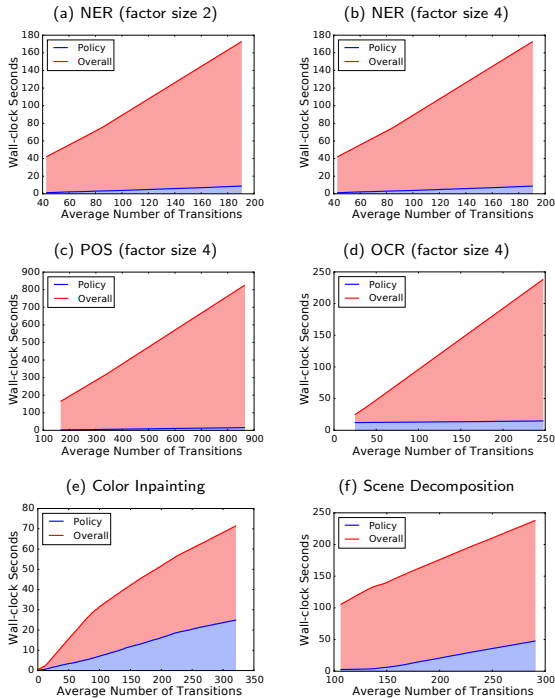 (a) NER (factor size 2)
180
160
140
120
100
80
60
40
20
0
Wall-clock Seconds
Policy
Overall
40 60 80 100 120 140 160 180 200
Average Number of Transitions
(b) NER (factor size 4)
180
160
140
120
100
80
60
40
20
0
Wall-clock Seconds
Policy
Overall
40 60 80 100 120 140 160 180 200
Average Number of Transitions
(c) POS (factor size 4)
900
800
700
600
500
400
300
200
100
0
Wall-clock Seconds
Policy
Overall
100 200 300 400 500 600 700 800 900
Average Number of Transitions
(d) OCR (factor size 4)
250
200
150
100
50
0
Wall-clock Seconds
Policy
Overall
0 50 100 150 200 250
Average Number of Transitions
(e) Color Inpainting
80
70
60
50
40
30
20
10
0
Wall-clock Seconds
Policy
Overall
0 50 100 150 200 250 300 350
Average Number of Transitions
(f) Scene Decomposition
250
200
150
100
50
0
Wall-clock Seconds
Policy
Overall
100 150 200 250 300
Average Number of Transitions